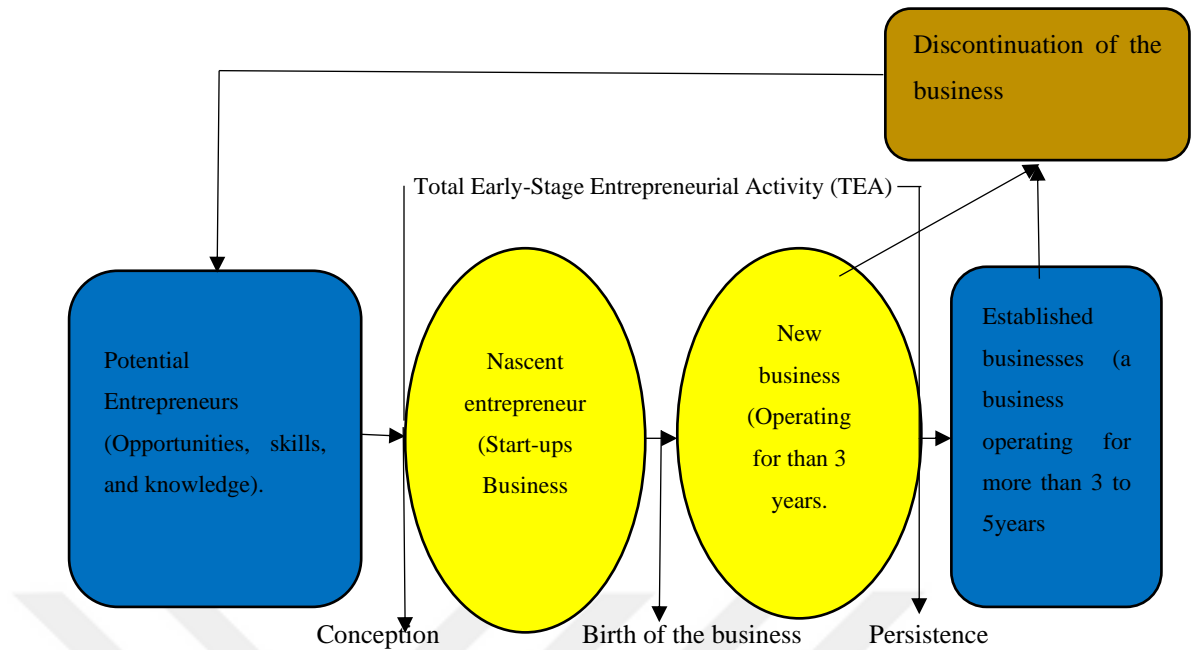 Discontinuation of the
business
Total Early-Stage Entrepreneurial Activity (TEA)
Potential
Entrepreneurs
(Opportunities, skills,
and knowledge).
Nascent
entrepreneur
(Start-ups
Business
New
business
(Operating
for than 3
years.
Established
businesses (a
business
operating for
more than 3 to
5years
Conception
Birth of the business
Persistence